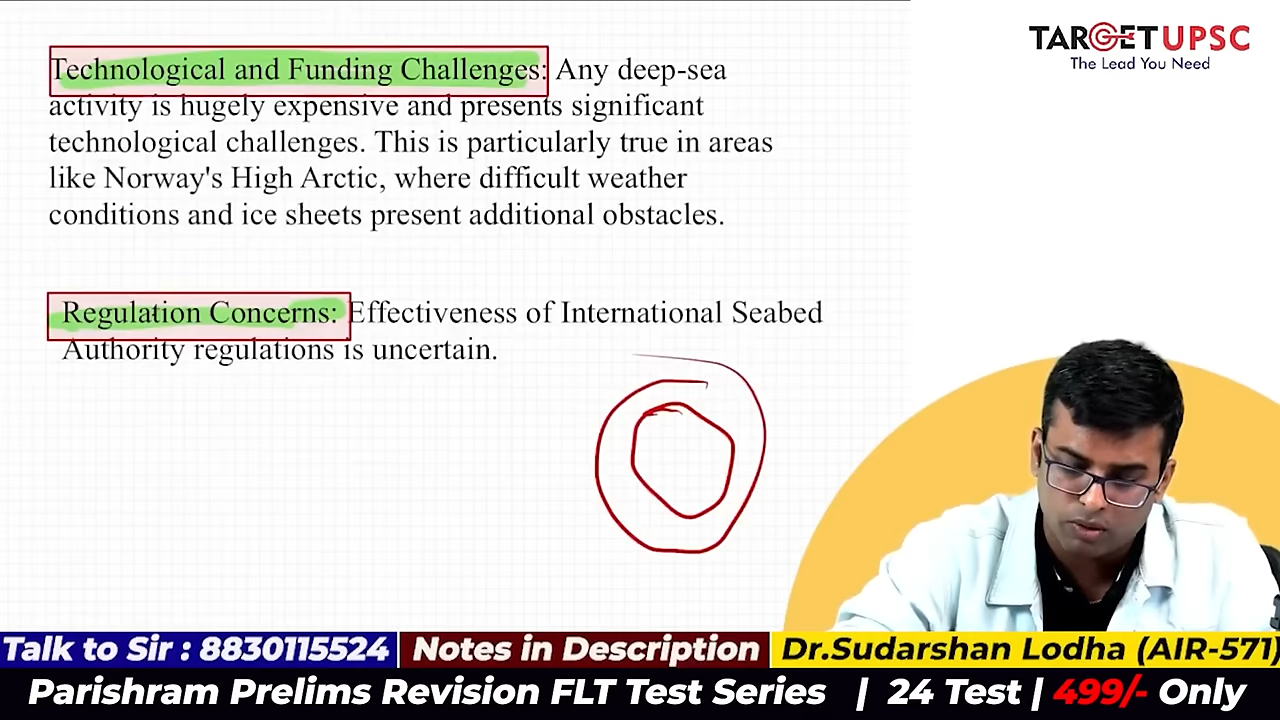 TARGETUPSC
The Lead You Need
Technological and Funding Challenges: Any deep-sea
activity is hugely expensive and presents significant
technological challenges. This is particularly true in areas
like Norway's High Arctic, where difficult weather
conditions and ice sheets present additional obstacles.
Regulation Concerns: Effectiveness of International Seabed
Authority regulations is uncertain.
Talk to Sir : 8830115524 Notes in Description Dr.Sudarshan Lodha (AIR-571)
Parishram Prelims Revision FLT Test Series | 24 Test | 499/- Only